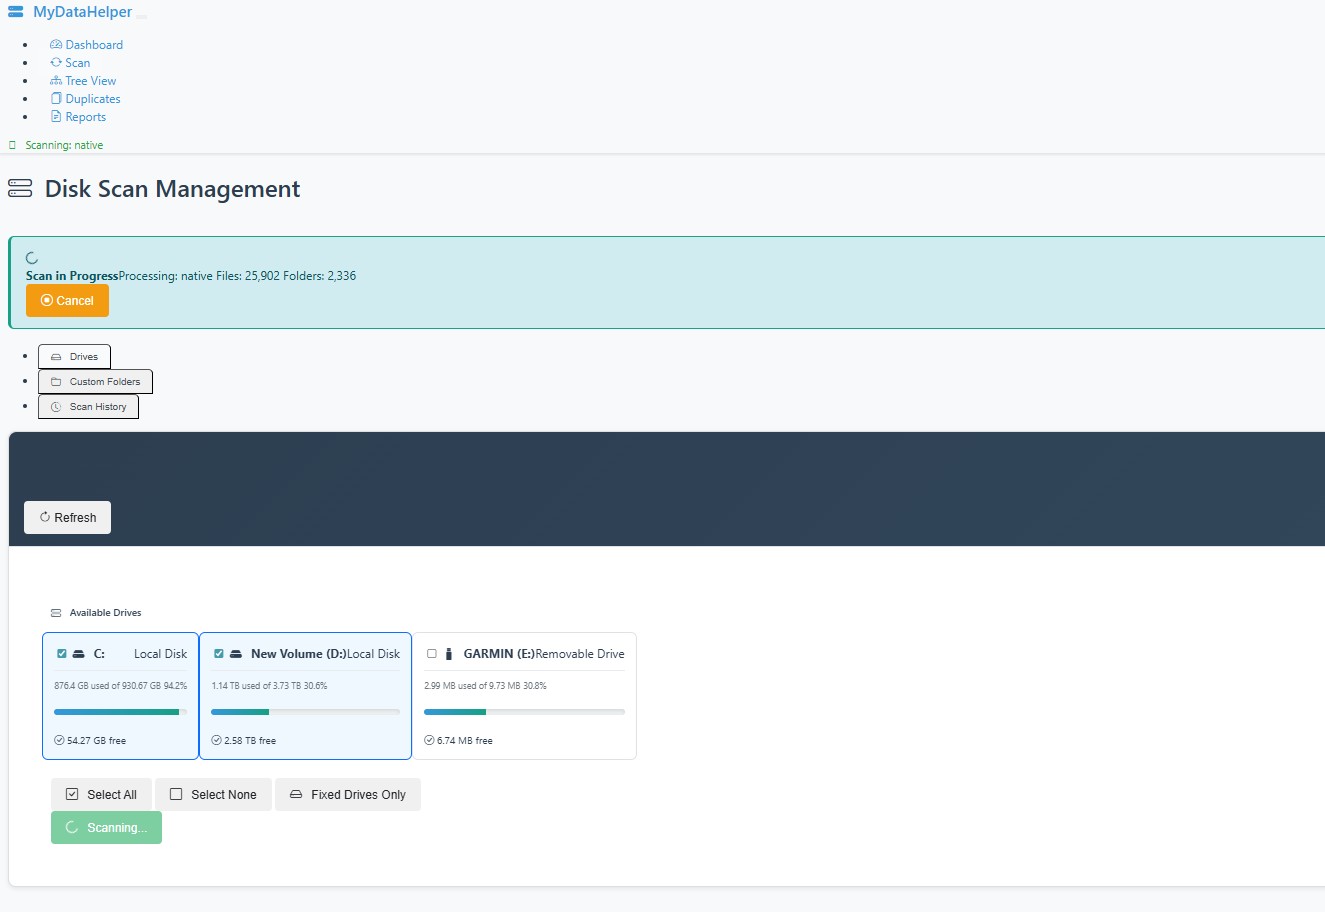 MyDataHelper
Dashboard
Scan
Tree View
Duplicates
Reports
Scanning: native
Disk Scan Management
Scan in ProgressProcessing: native Files: 25,902 Folders: 2,336
Cancel
Drives
Custom Folders
Scan History
Refresh
Available Drives
C: Local Disk
876.4 GB used of 930.67 GB 94.2%
54.27 GB free
New Volume (D:)Local Disk
1.14 TB used of 3.73 TB 30.6%
2.58 TB free
GARMIN (E:)Removable Drive
2.99 MB used of 9.73 MB 30.8%
6.74 MB free
Select All Select None Fixed Drives Only
Scanning...